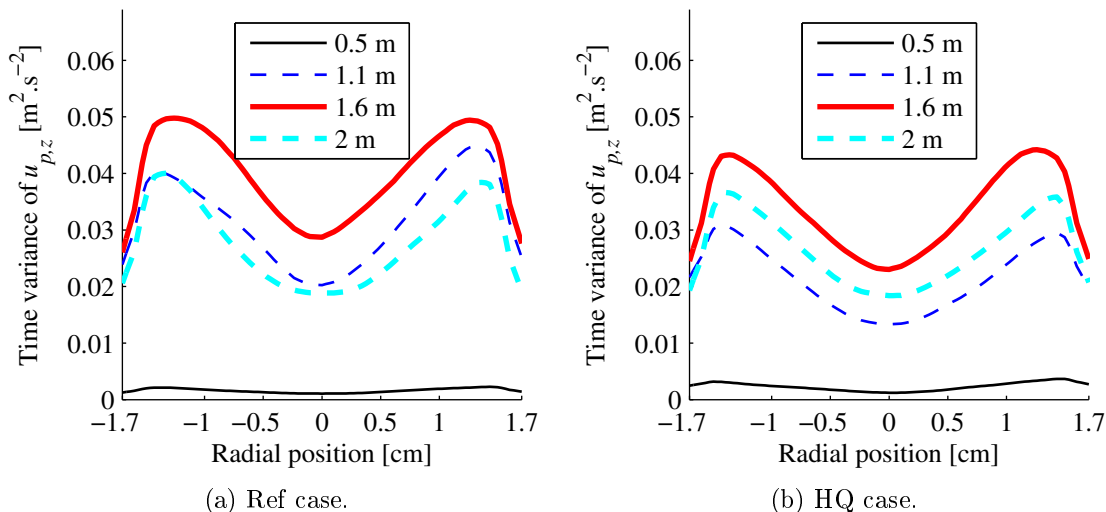 0.5 m
1.1 m
1.6 m
2 m
0.06
0.05
0.04
0.03
0.02
0.01
0
−1.7 −1 −0.5 0 0.5 1 1.7
Radial position [cm]
Time variance of u_{p,z} [m².s⁻²]
(a) Ref case.
0.5 m
1.1 m
1.6 m
2 m
0.06
0.05
0.04
0.03
0.02
0.01
0
−1.7 −1 −0.5 0 0.5 1 1.7
Radial position [cm]
Time variance of u_{p,z} [m².s⁻²]
(b) HQ case.